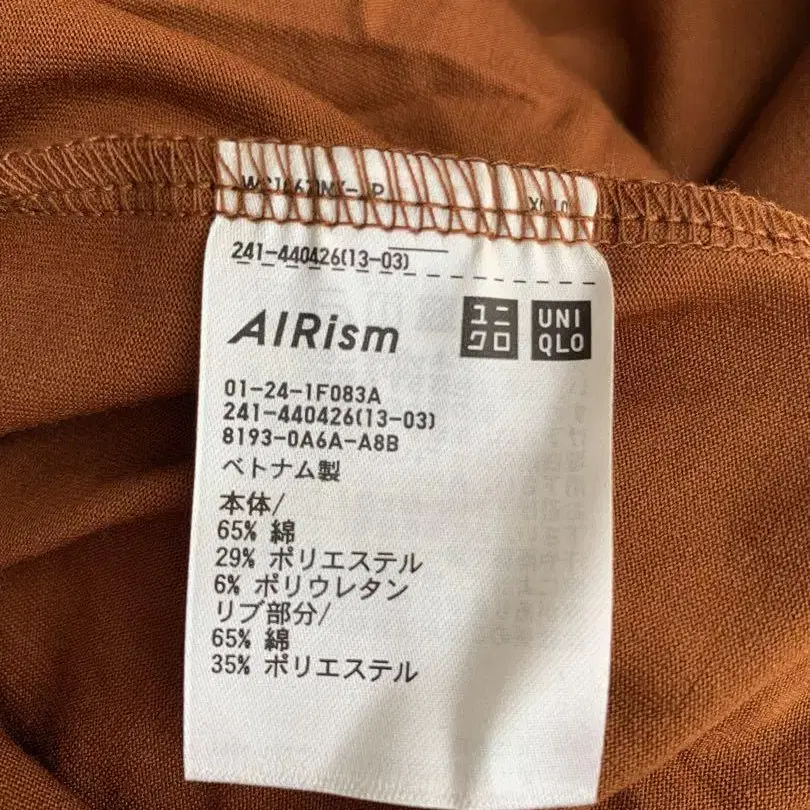 241-440426(13-03)
AIRism
ユニクロ
UNIQLO
01-24-1F083A
241-440426(13-03)
8193-0A6A-A8B
ベトナム製
本体/
65% 綿
29% ポリエステル
6% ポリウレタン
リブ部分/
65% 綿
35% ポリエステル